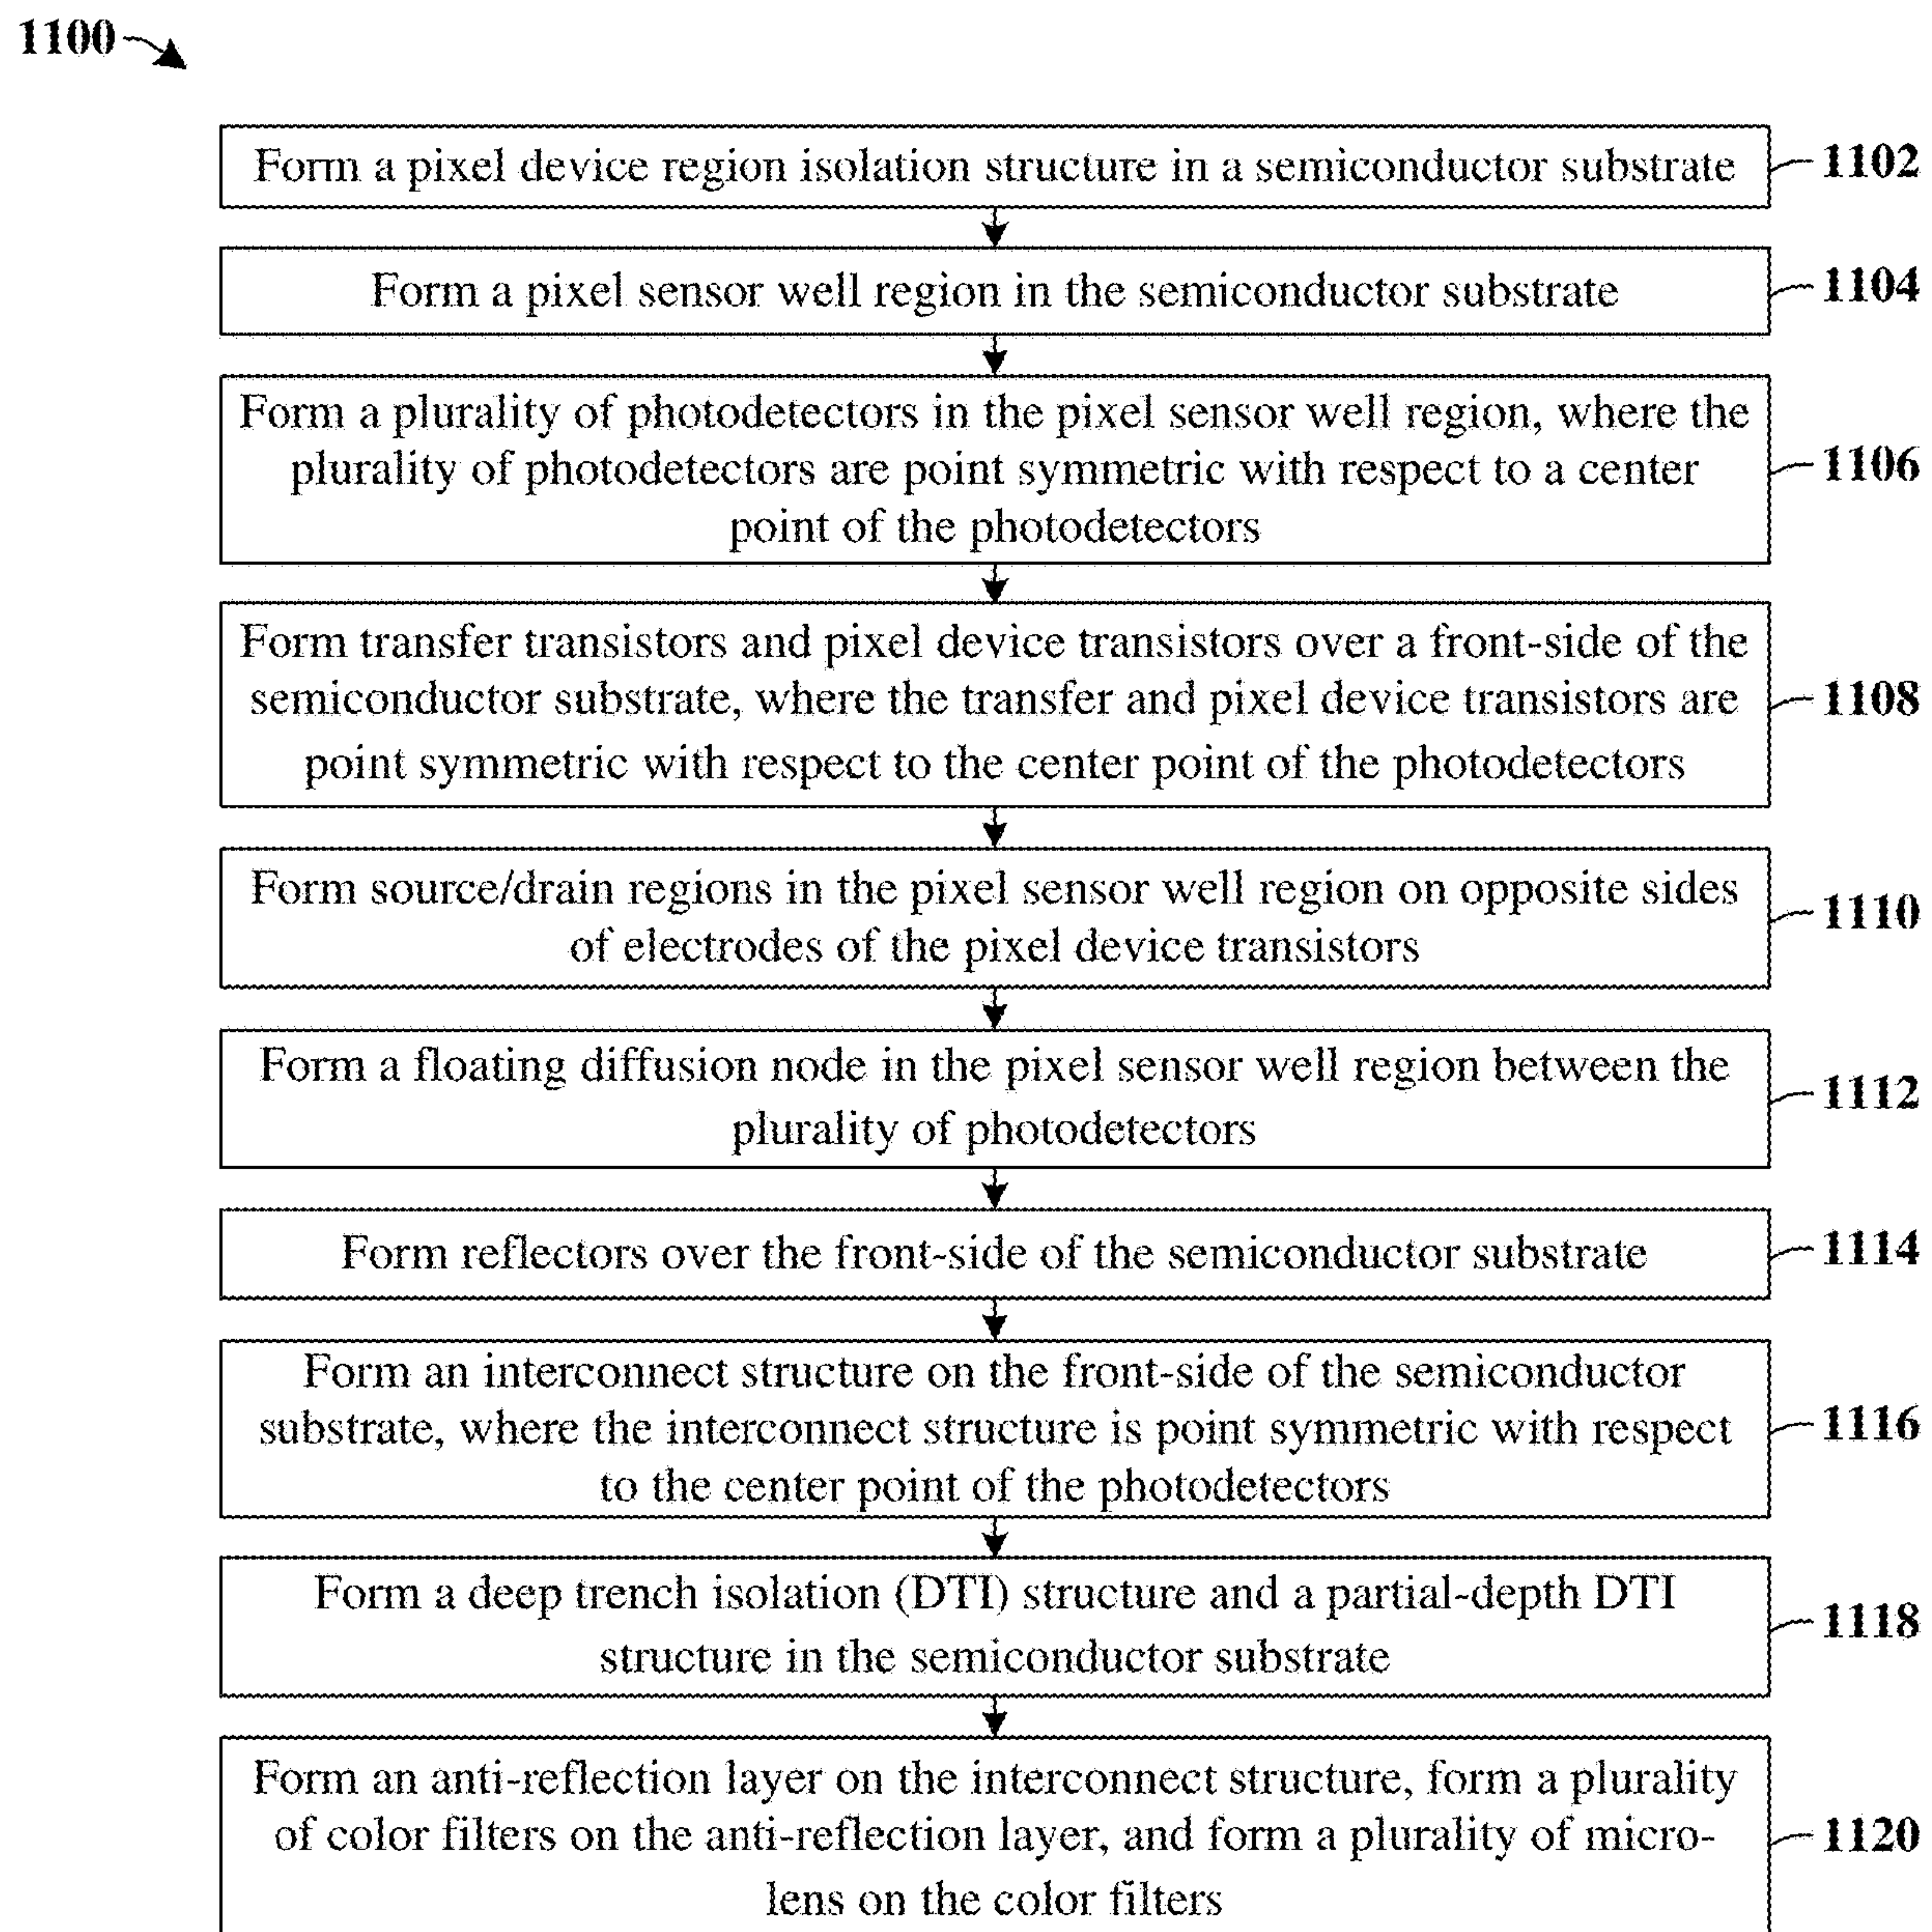 1100
Form a pixel device region isolation structure in a semiconductor substrate
1102
Form a pixel sensor well region in the semiconductor substrate
1104
Form a plurality of photodetectors in the pixel sensor well region, where the
plurality of photodetectors are point symmetric with respect to a center
point of the photodetectors
1106
Form transfer transistors and pixel device transistors over a front-side of the
semiconductor substrate, where the transfer and pixel device transistors are
point symmetric with respect to the center point of the photodetectors
1108
Form source/drain regions in the pixel sensor well region on opposite sides
of electrodes of the pixel device transistors
1110
Form a floating diffusion node in the pixel sensor well region between the
plurality of photodetectors
1112
Form reflectors over the front-side of the semiconductor substrate
1114
Form an interconnect structure on the front-side of the semiconductor
substrate, where the interconnect structure is point symmetric with respect
to the center point of the photodetectors
1116
Form a deep trench isolation (DTI) structure and a partial-depth DTI
structure in the semiconductor substrate
1118
Form an anti-reflection layer on the interconnect structure, form a plurality
of color filters on the anti-reflection layer, and form a plurality of micro-
lens on the color filters
1120